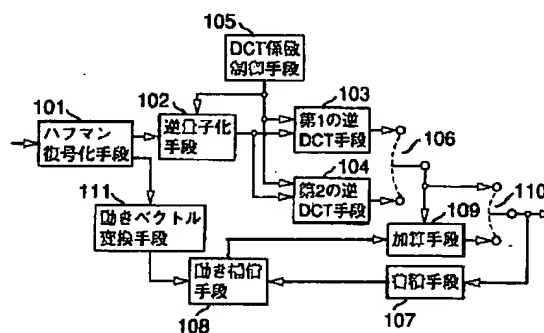 105
DCT係数
制御手段
101
ハフマン
復号化手段
102
逆量子化
手段
103
第1の逆
DCT手段
106
104
第2の逆
DCT手段
111
動きベクトル
変換手段
109
加算手段
110
動き補償
手段
108
蓄積手段
107